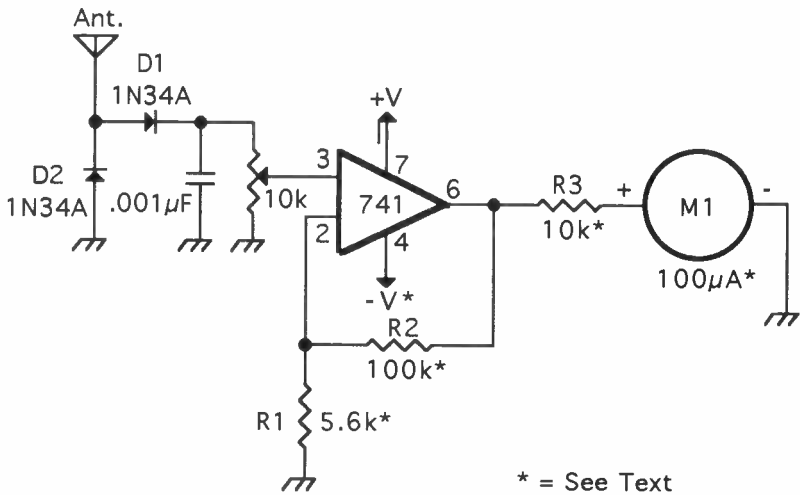 Ant.
D1
1N34A
D2
1N34A
.001µF
10k
+V
3
7
741
6
2
4
-V*
R3
10k*
+
M1
-
100µA*
R2
100k*
R1
5.6k*
* = See Text